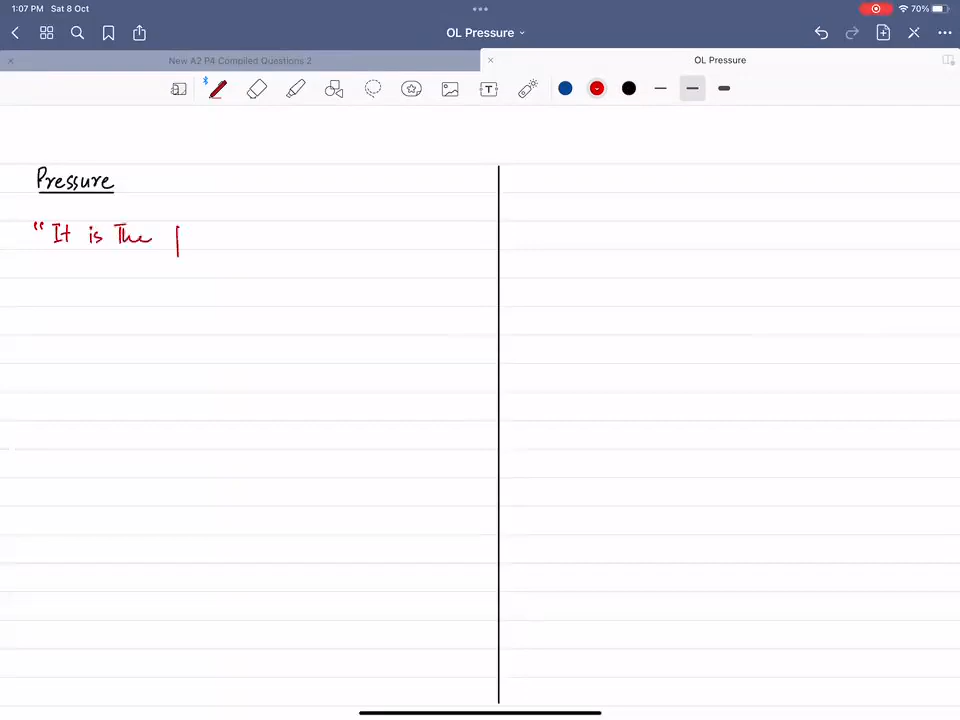 1:07 PM Sat 8 Oct
70%
OL Pressure
New A2 P4 Compiled Questions 2
OL Pressure
T
Pressure
"It is The